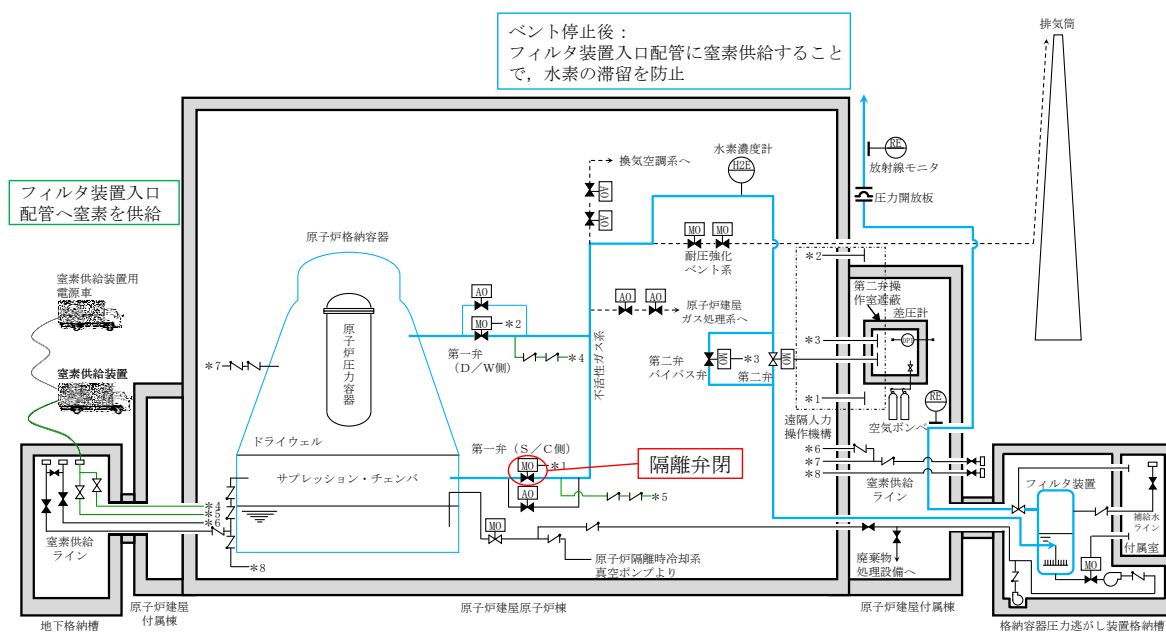 ベント停止後：
フィルタ装置入口配管に窒素供給すること
で，水素の滞留を防止
排気筒
RE
放射線モニタ
圧力開放板
水素濃度計
H2E
換気空調系へ
AO
AO
フィルタ装置入口
配管へ窒素を供給
原子炉格納容器
MO
MO
耐圧強化
ベント系
*2
第二弁操
作室遮蔽
差圧計
窒素供給装置用
電源車
AO
MO
*2
AO
AO
原子炉建屋
ガス処理系へ
原子炉圧力容器
*3
DPI
*7
第一弁
（D／W側）
*4
不活性ガス系
第二弁
バイパス弁
MO
*3
第二弁
MO
窒素供給装置
*1
RE
遠隔人力
操作機構
空気ボンベ
ドライウェル
第一弁（S／C側）
MO
*1
隔離弁閉
*6
*7
*8
サプレッション・チェンバ
AO
*5
窒素供給
ライン
フィルタ装置
*4
*5
*6
補給水
ライン
窒素供給
ライン
MO
付属室
*8
原子炉隔離時冷却系
真空ポンプより
廃棄物
処理設備へ
MO
地下格納槽
原子炉建屋
付属棟
原子炉建屋原子炉棟
原子炉建屋付属棟
格納容器圧力逃がし装置格納槽